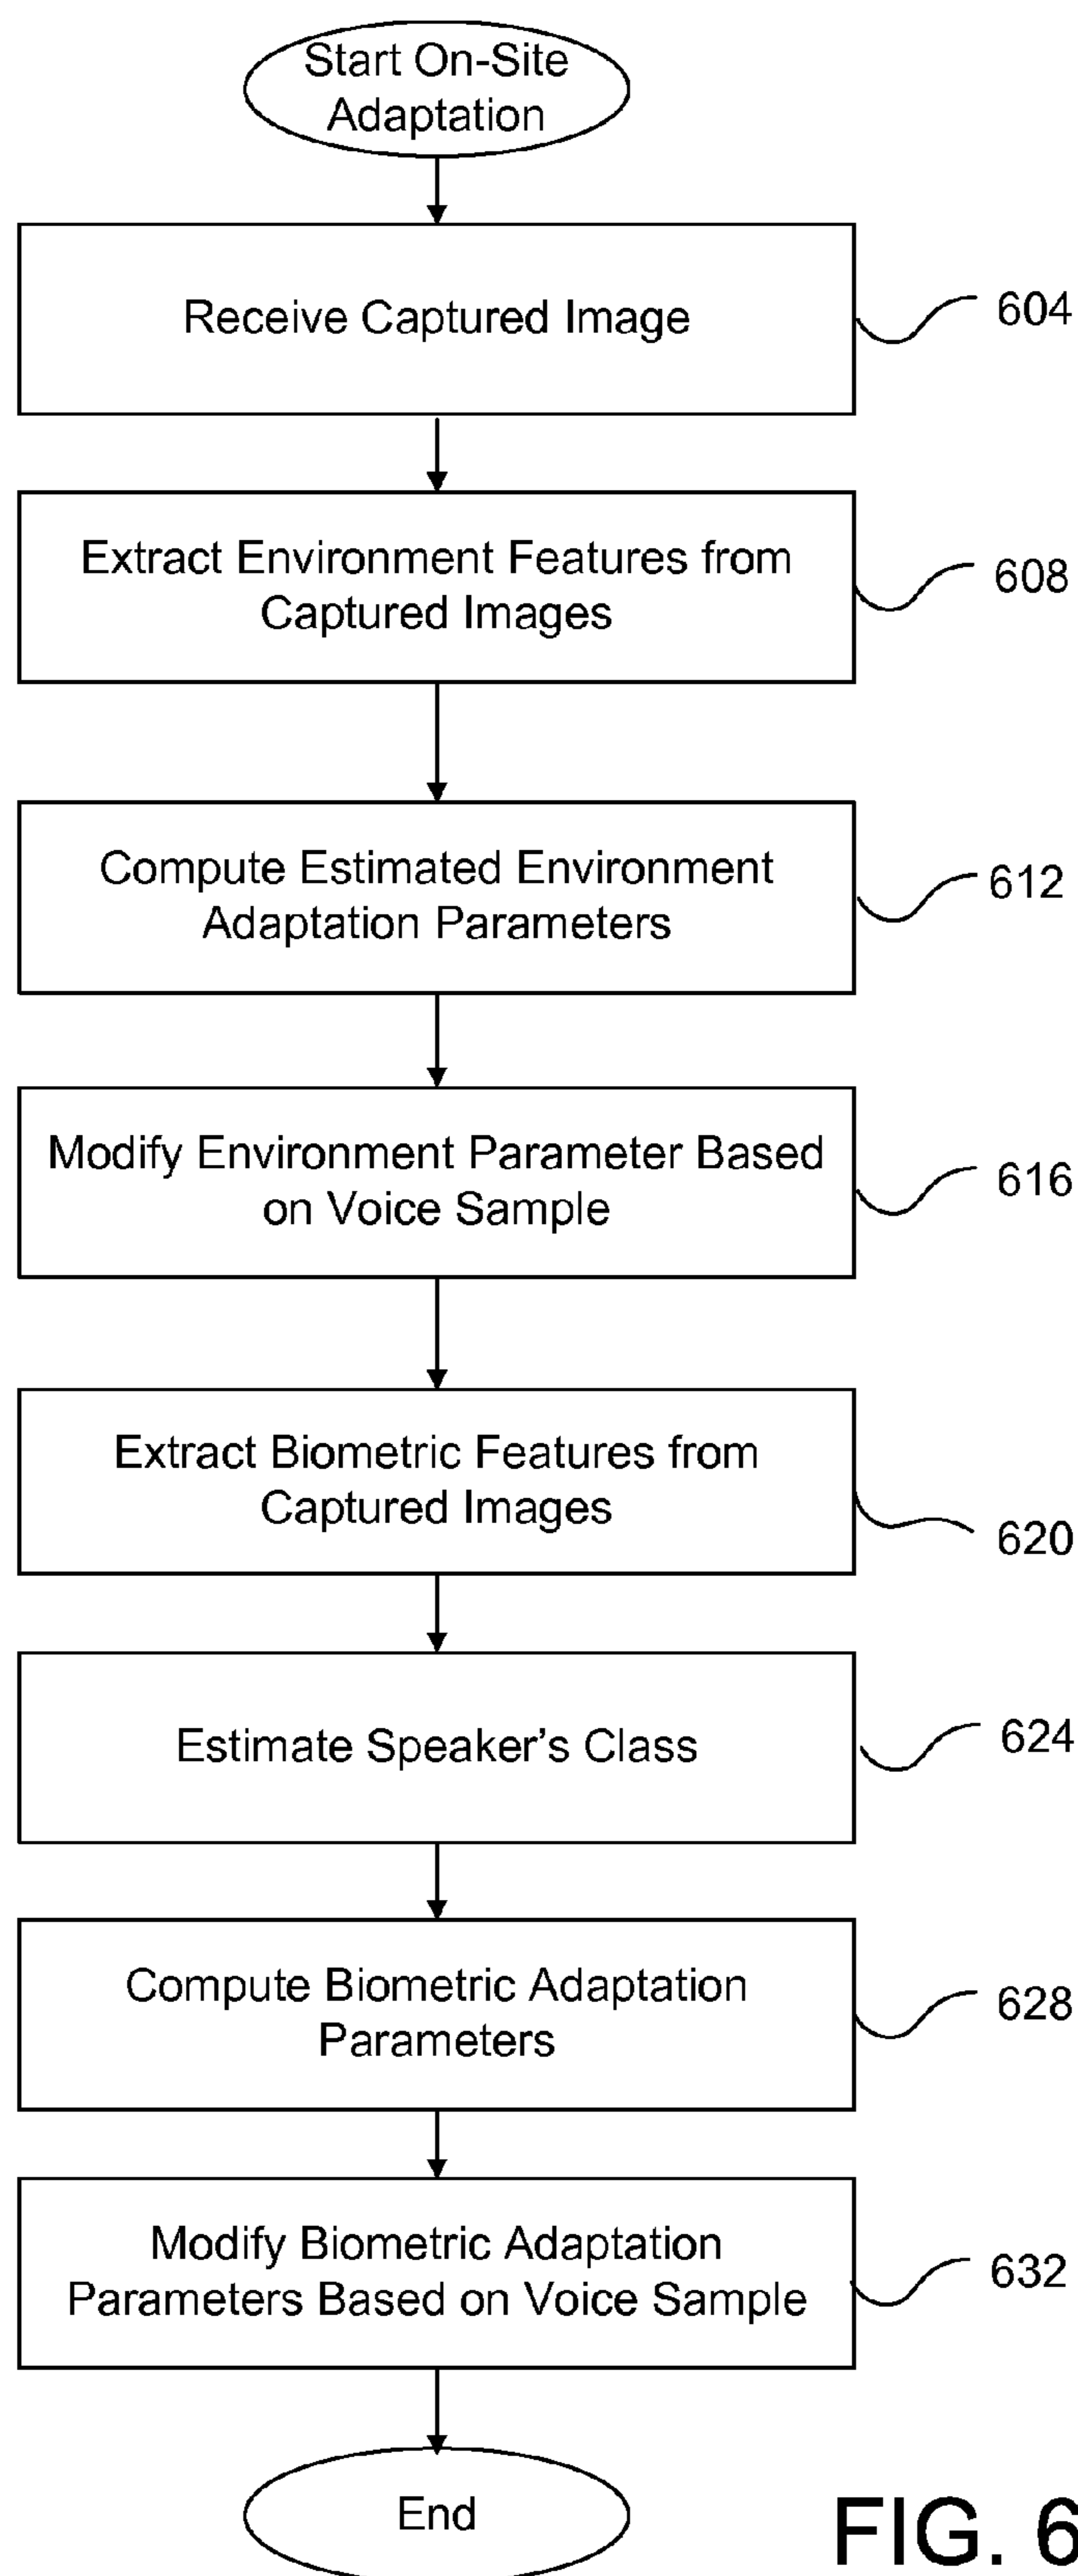 Start On-Site
Adaptation
Receive Captured Image
604
Extract Environment Features from
Captured Images
608
Compute Estimated Environment
Adaptation Parameters
612
Modify Environment Parameter Based
on Voice Sample
616
Extract Biometric Features from
Captured Images
620
Estimate Speaker's Class
624
Compute Biometric Adaptation
Parameters
628
Modify Biometric Adaptation
Parameters Based on Voice Sample
632
End
FIG. 6